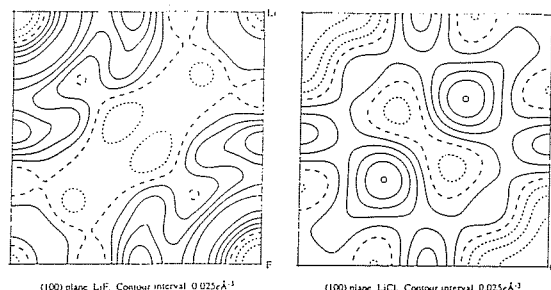 Li
F
(100) plane LiF. Contour interval 0.025eÅ⁻³
(100) plane LiCl. Contour interval 0.025eÅ⁻³